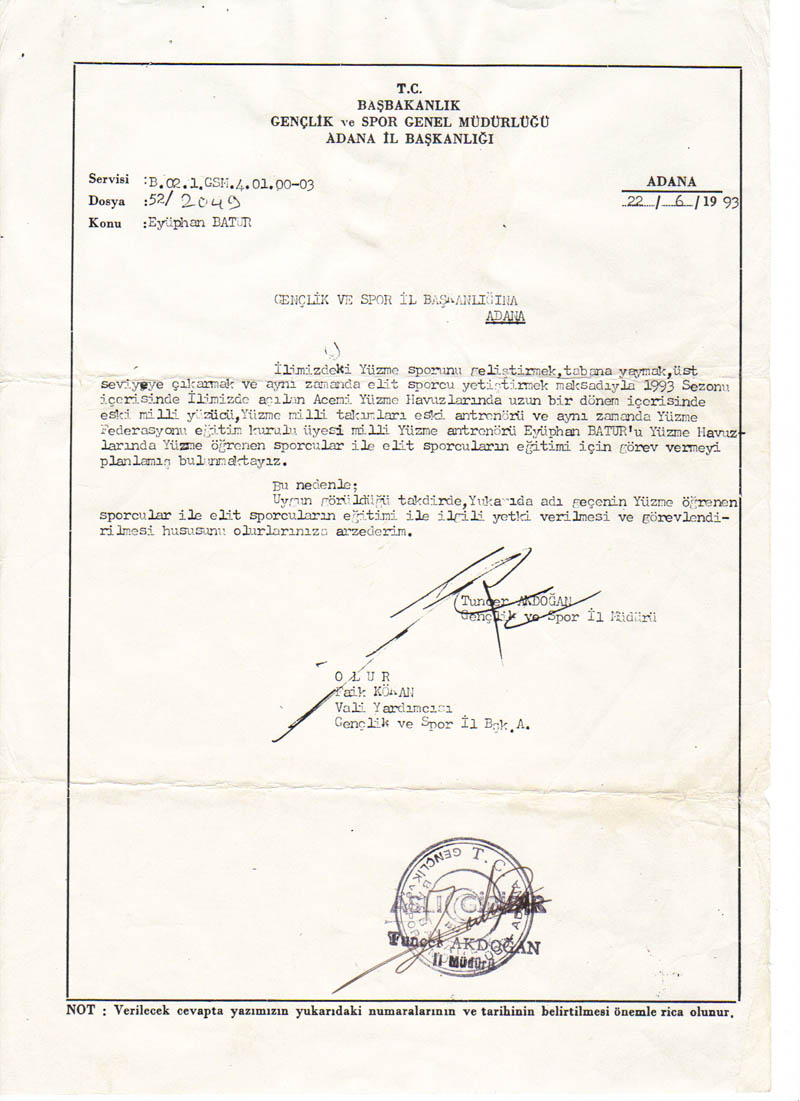 T.C.
BAŞBAKANLIK
GENÇLİK ve SPOR GENEL MÜDÜRLÜĞÜ
ADANA İL BAŞKANLIĞI
Servisi :B.02.1.GSM.4.01.00-03
ADANA
Dosya :52/2049
22/6/1993
Konu :Eyüphan BATUR
GENÇLİK VE SPOR İL BAŞKANLIĞINA
ADANA
İlimizdeki Yüzme sporunu geliştirmek,tabana yaymak,üst
seviyeye çıkarmak ve aynı zamanda elit sporcu yetiştirmek maksadıyla 1993 Sezonu
içerisinde İlimizde açılan Acemi Yüzme Havuzlarında uzun bir dönem içerisinde
eski milli yüzücü,Yüzme milli takımları eski antrenörü ve aynı zamanda Yüzme
Federasyonu eğitim kurulu üyesi milli Yüzme antrenörü Eyüphan BATUR'u Yüzme Havuz-
larında Yüzme öğrenen sporcular ile elit sporcuların eğitimi için görev vermeyi
planlamış bulunmaktayız.
Bu nedenle;
Uygun görüldüğü takdirde,Yukarıda adı geçenin Yüzme öğrenen
sporcular ile elit sporcuların eğitimi ile ilgili yetki verilmesi ve görevlendi-
rilmesi hususunu olurlarınıza arzederim.
Tuncer AKDOĞAN
Gençlik ve Spor İl Müdürü
O L U R
Faik
Vali Yardımcısı
Gençlik ve Spor İl Bşk.A.
T.C.
GENÇLİK
ASLI GİBİDİR
Tuncer AKDOĞAN
İl Müdürü
NOT : Verilecek cevapta yazımızın yukarıdaki numaralarının ve tarihinin belirtilmesi önemle rica olunur.